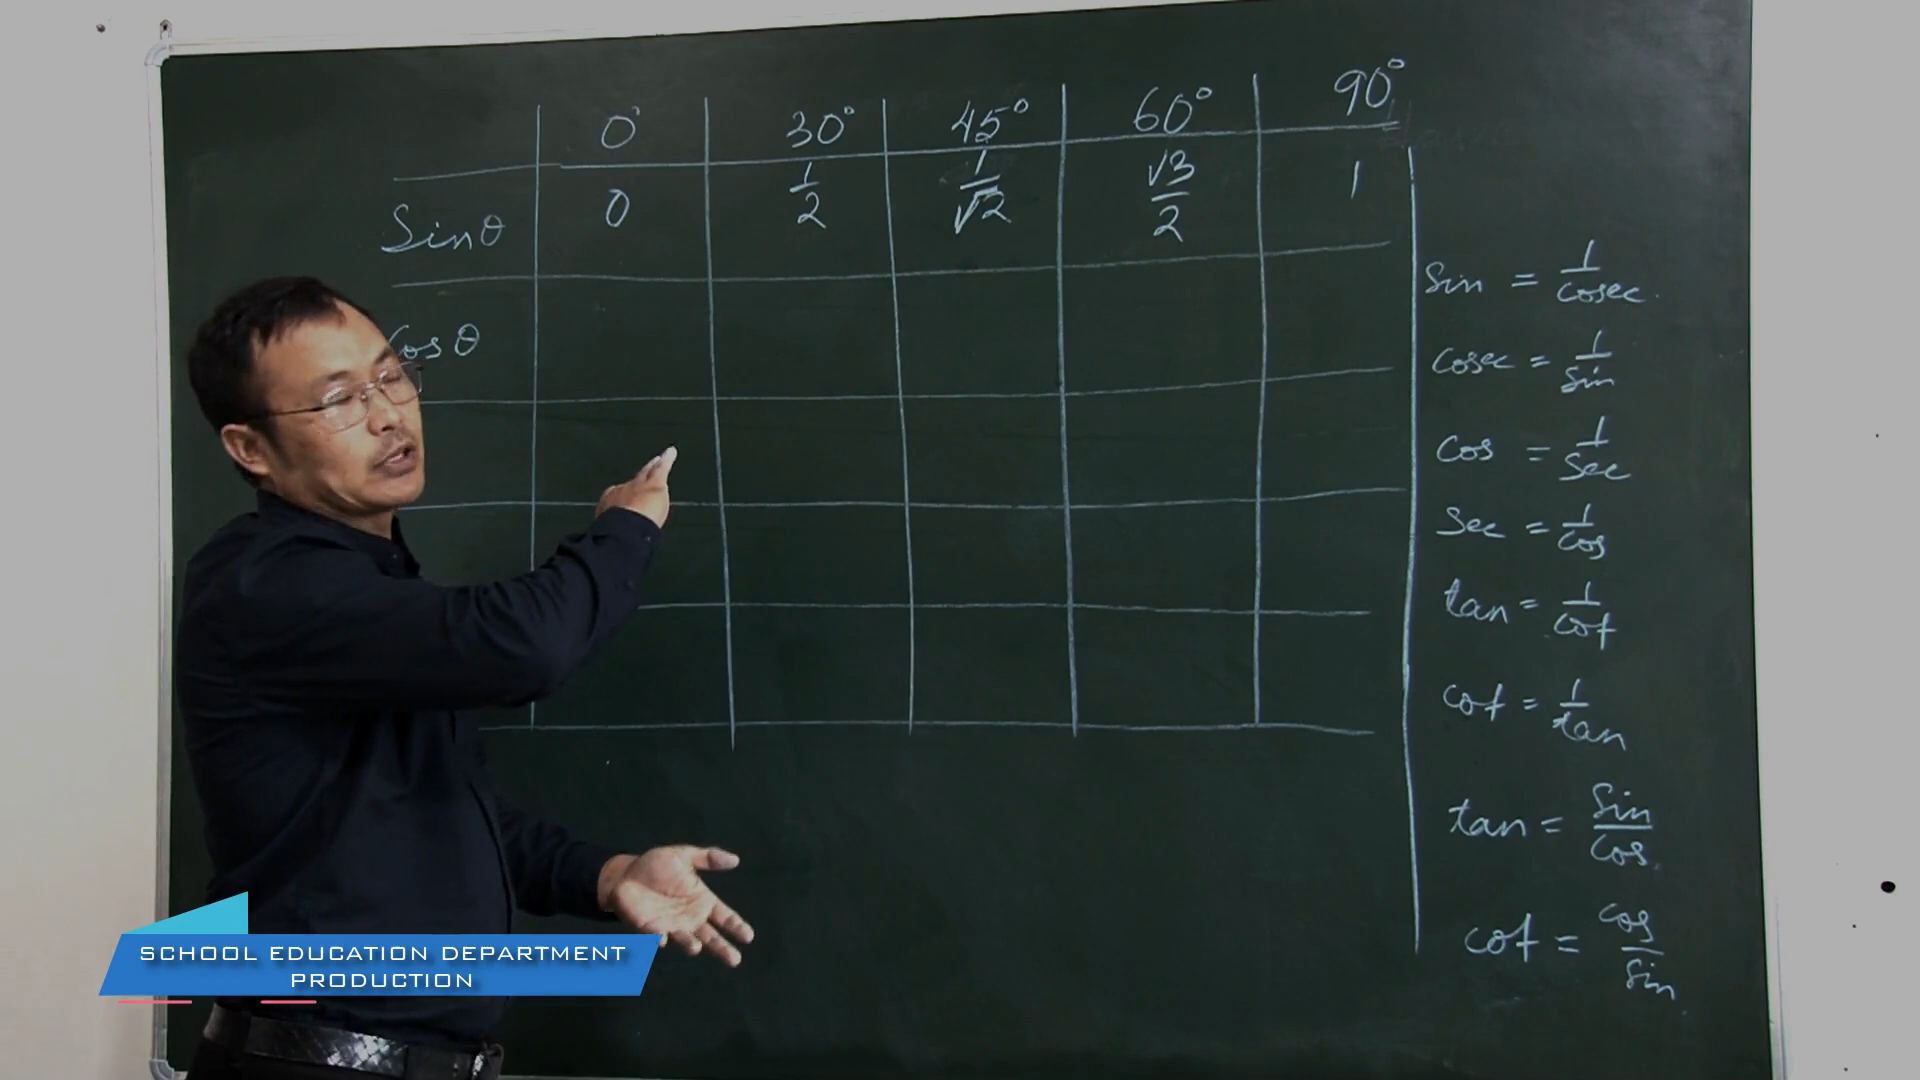 0° 30° 45° 60° 90°
Sinθ 0 1/2 1/√2 √3/2 1
Cosθ
Sin = 1/Cosec
Cosec = 1/Sin
Cos = 1/Sec
Sec = 1/Cos
tan = 1/Cot
Cot = 1/tan
tan = Sin/Cos
Cot = Cos/Sin
SCHOOL EDUCATION DEPARTMENT
PRODUCTION